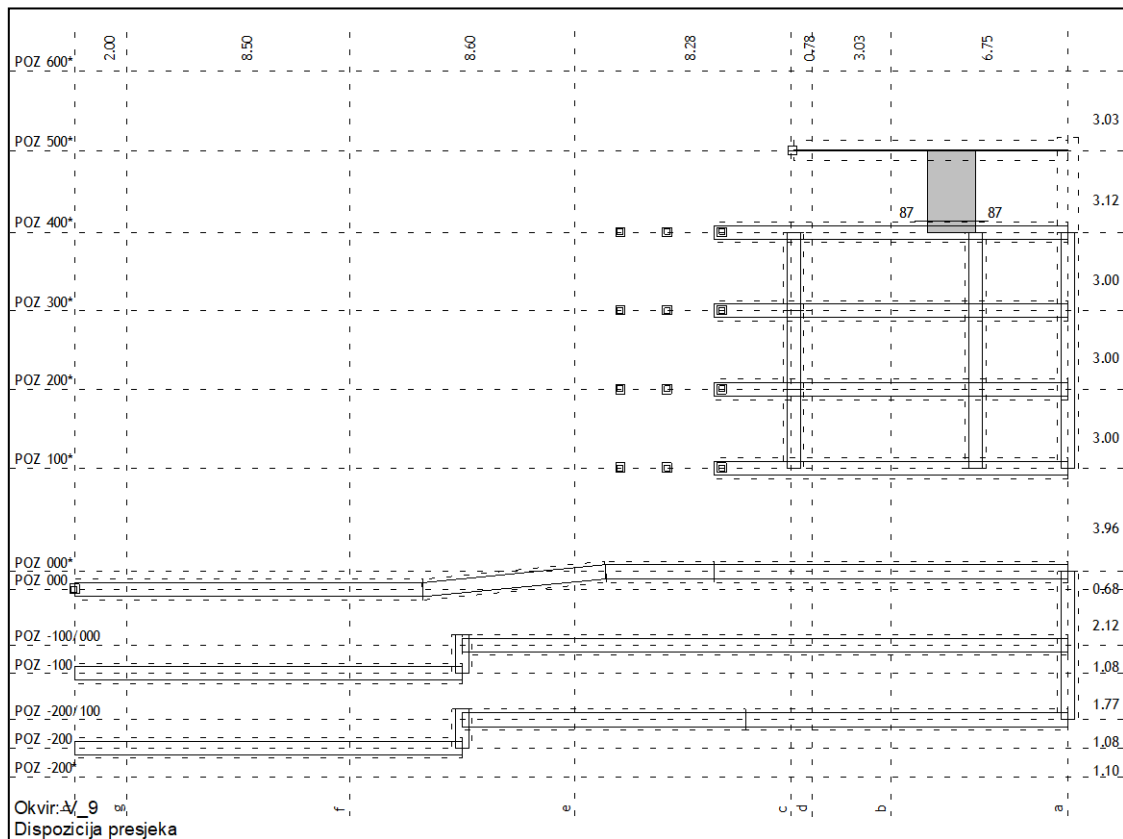 2.00 8.50 8.60 8.28 0.78 3.03 6.75
POZ 600*
3.03
POZ 500*
3.12
POZ 400*
87 87
3.00
POZ 300*
3.00
POZ 200*
3.00
POZ 100*
3.96
POZ 000*
POZ 000
0.68
2.12
POZ -100/000
POZ -100
1.08
1.77
POZ -200/100
POZ -200
1.08
POZ -200*
1.10
g f e c d b a
Okvir: V_9
Dispozicija presjeka